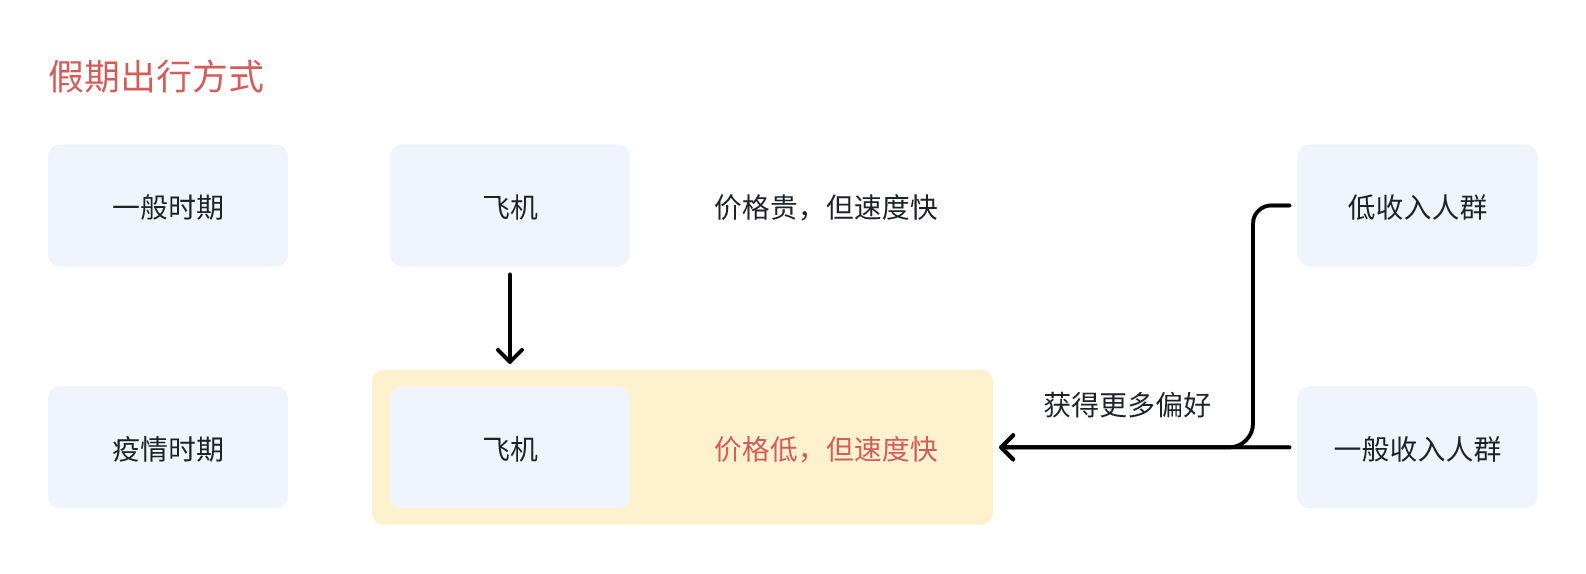 假期出行方式
一般时期
飞机
价格贵，但速度快
低收入人群
获得更多偏好
疫情时期
飞机
价格低，但速度快
一般收入人群